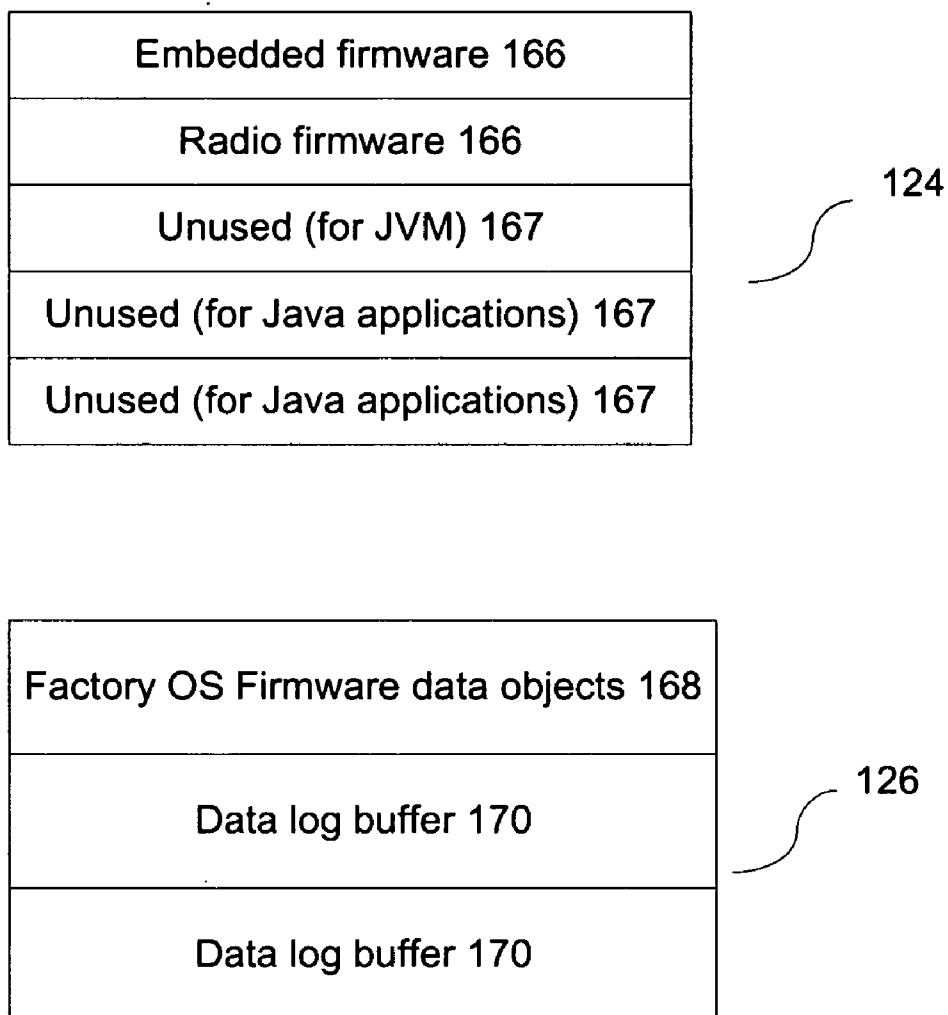 Embedded firmware 166
Radio firmware 166
Unused (for JVM) 167
Unused (for Java applications) 167
Unused (for Java applications) 167
124
Factory OS Firmware data objects 168
Data log buffer 170
Data log buffer 170
126